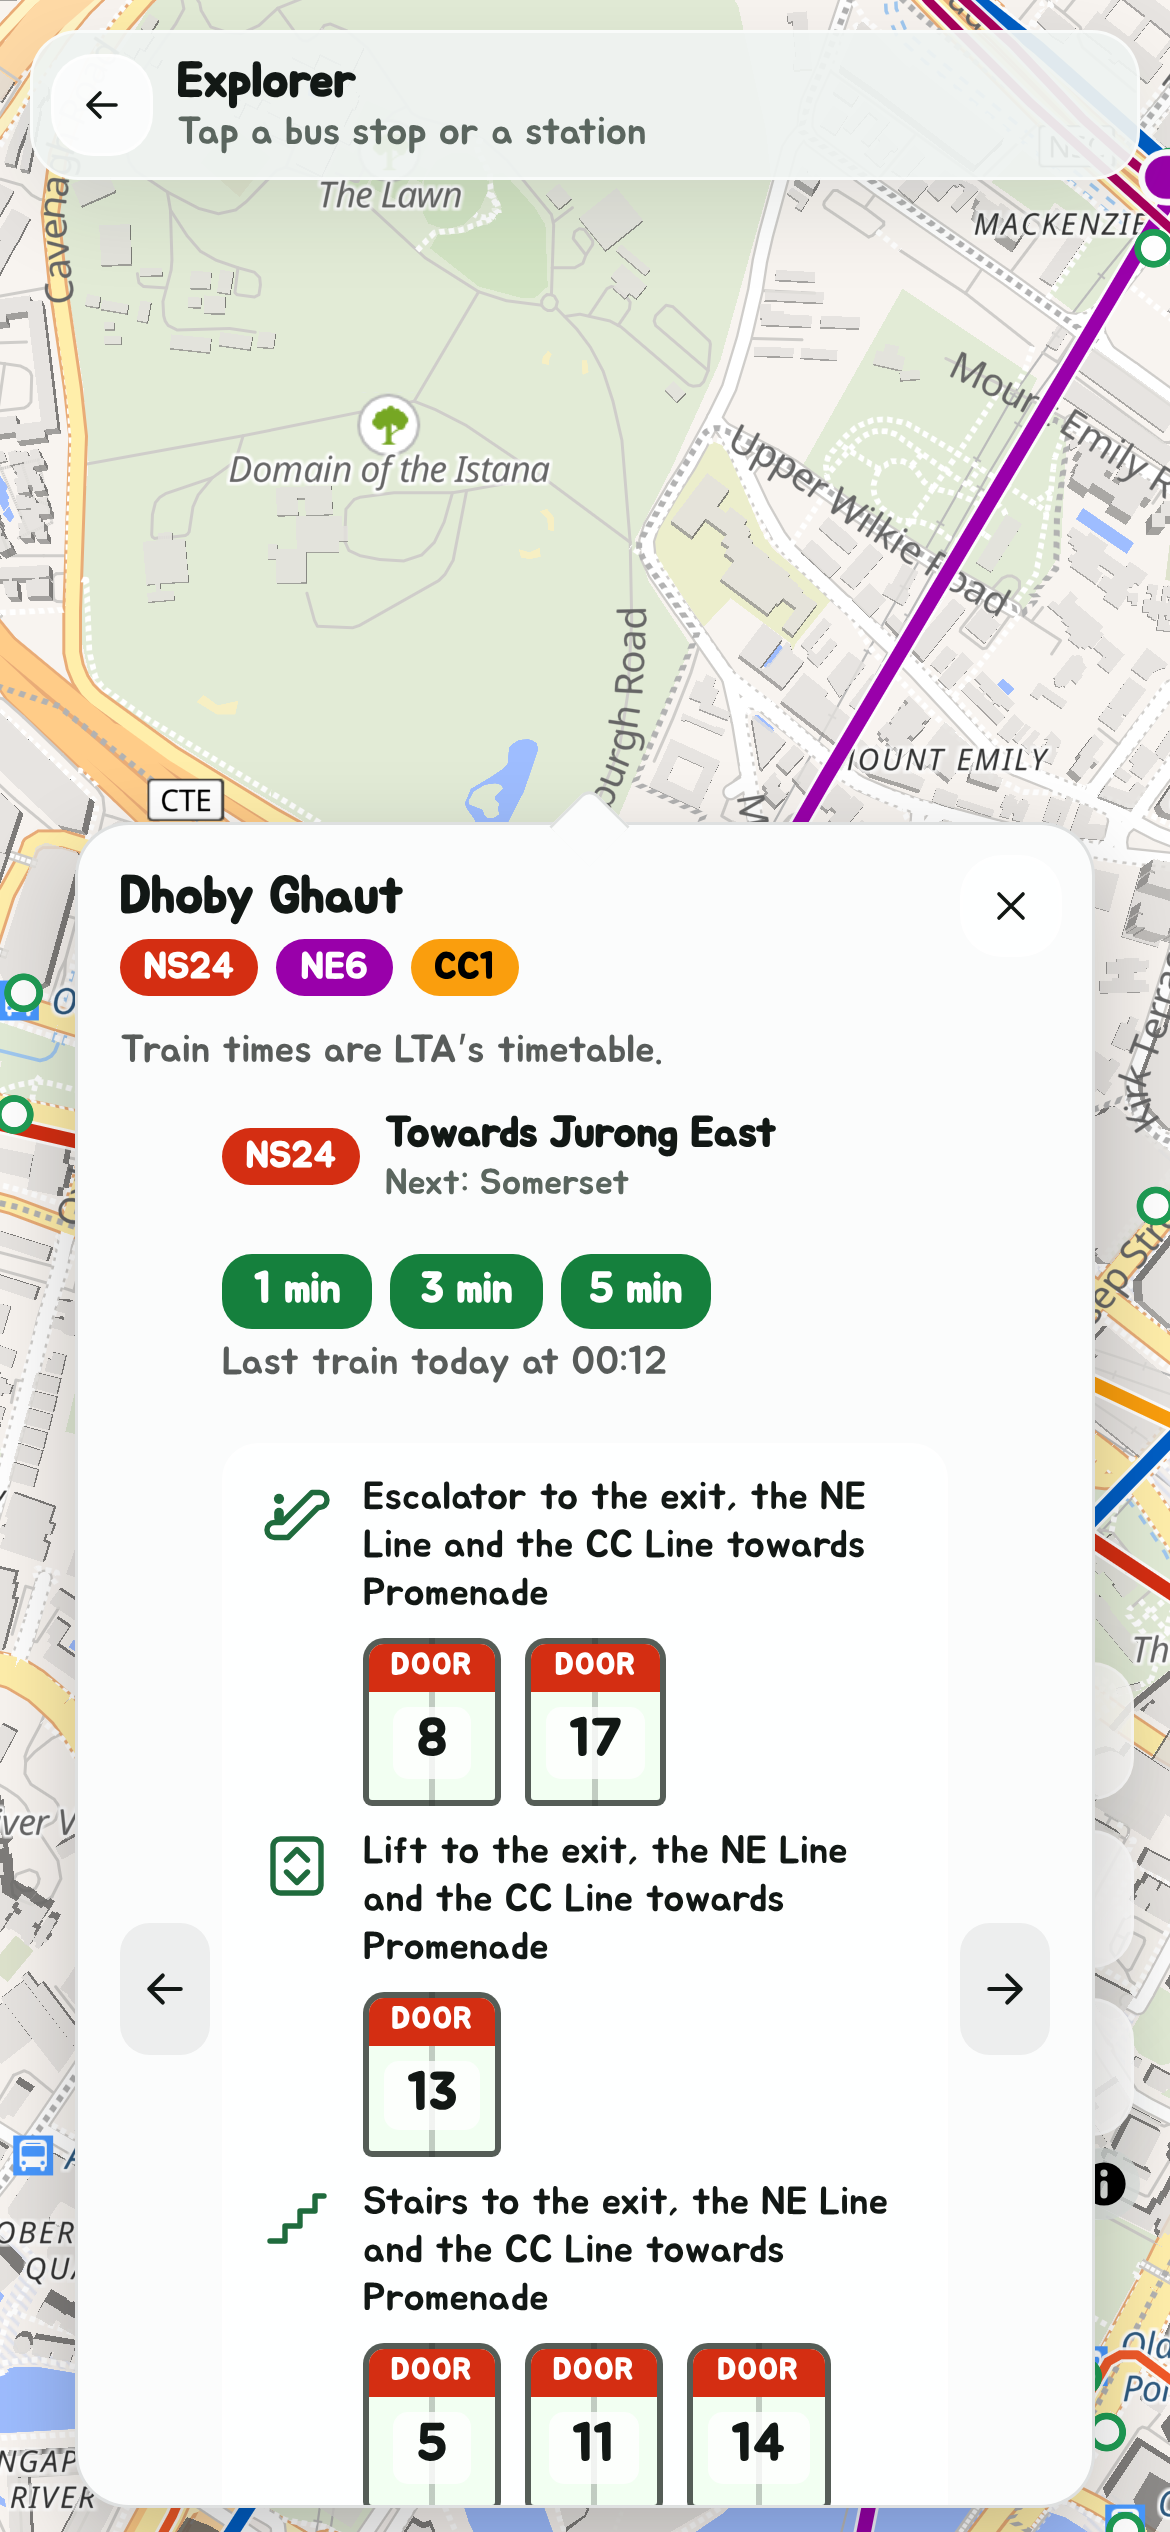 Explorer
Tap a bus stop or a station
The Lawn
MACKENZIE
Domain of the Istana
Upper Wilkie Road
Mount Emily R
MOUNT EMILY
CTE
Dhoby Ghaut
NS24 NE6 CC1
Train times are LTA's timetable.
NS24
Towards Jurong East
Next: Somerset
1 min 3 min 5 min
Last train today at 00:12
Escalator to the exit, the NE
Line and the CC Line towards
Promenade
DOOR DOOR
8 17
Lift to the exit, the NE Line
and the CC Line towards
Promenade
DOOR
13
Stairs to the exit, the NE Line
and the CC Line towards
Promenade
DOOR DOOR DOOR
5 11 14
RIVER